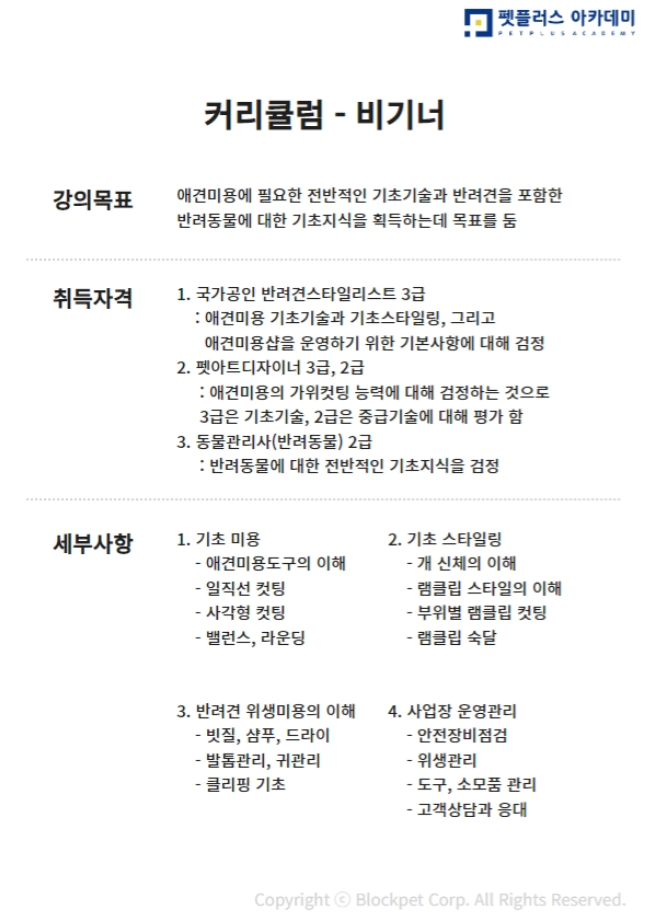 펫플러스 아카데미
PETPLUS ACADEMY
커리큘럼 - 비기너
강의목표
애견미용에 필요한 전반적인 기초기술과 반려견을 포함한
반려동물에 대한 기초지식을 획득하는데 목표를 둠
취득자격
1. 국가공인 반려견스타일리스트 3급
: 애견미용 기초기술과 기초스타일링, 그리고
애견미용샵을 운영하기 위한 기본사항에 대해 검정
2. 펫아트디자이너 3급, 2급
: 애견미용의 가위컷팅 능력에 대해 검정하는 것으로
3급은 기초기술, 2급은 중급기술에 대해 평가 함
3. 동물관리사(반려동물) 2급
: 반려동물에 대한 전반적인 기초지식을 검정
세부사항
1. 기초 미용
- 애견미용도구의 이해
- 일직선 컷팅
- 사각형 컷팅
- 밸런스, 라운딩
2. 기초 스타일링
- 개 신체의 이해
- 램클립 스타일의 이해
- 부위별 램클립 컷팅
- 램클립 숙달
3. 반려견 위생미용의 이해
- 빗질, 샴푸, 드라이
- 발톱관리, 귀관리
- 클리핑 기초
4. 사업장 운영관리
- 안전장비점검
- 위생관리
- 도구, 소모품 관리
- 고객상담과 응대
Copyright ⓒ Blockpet Corp. All Rights Reserved.